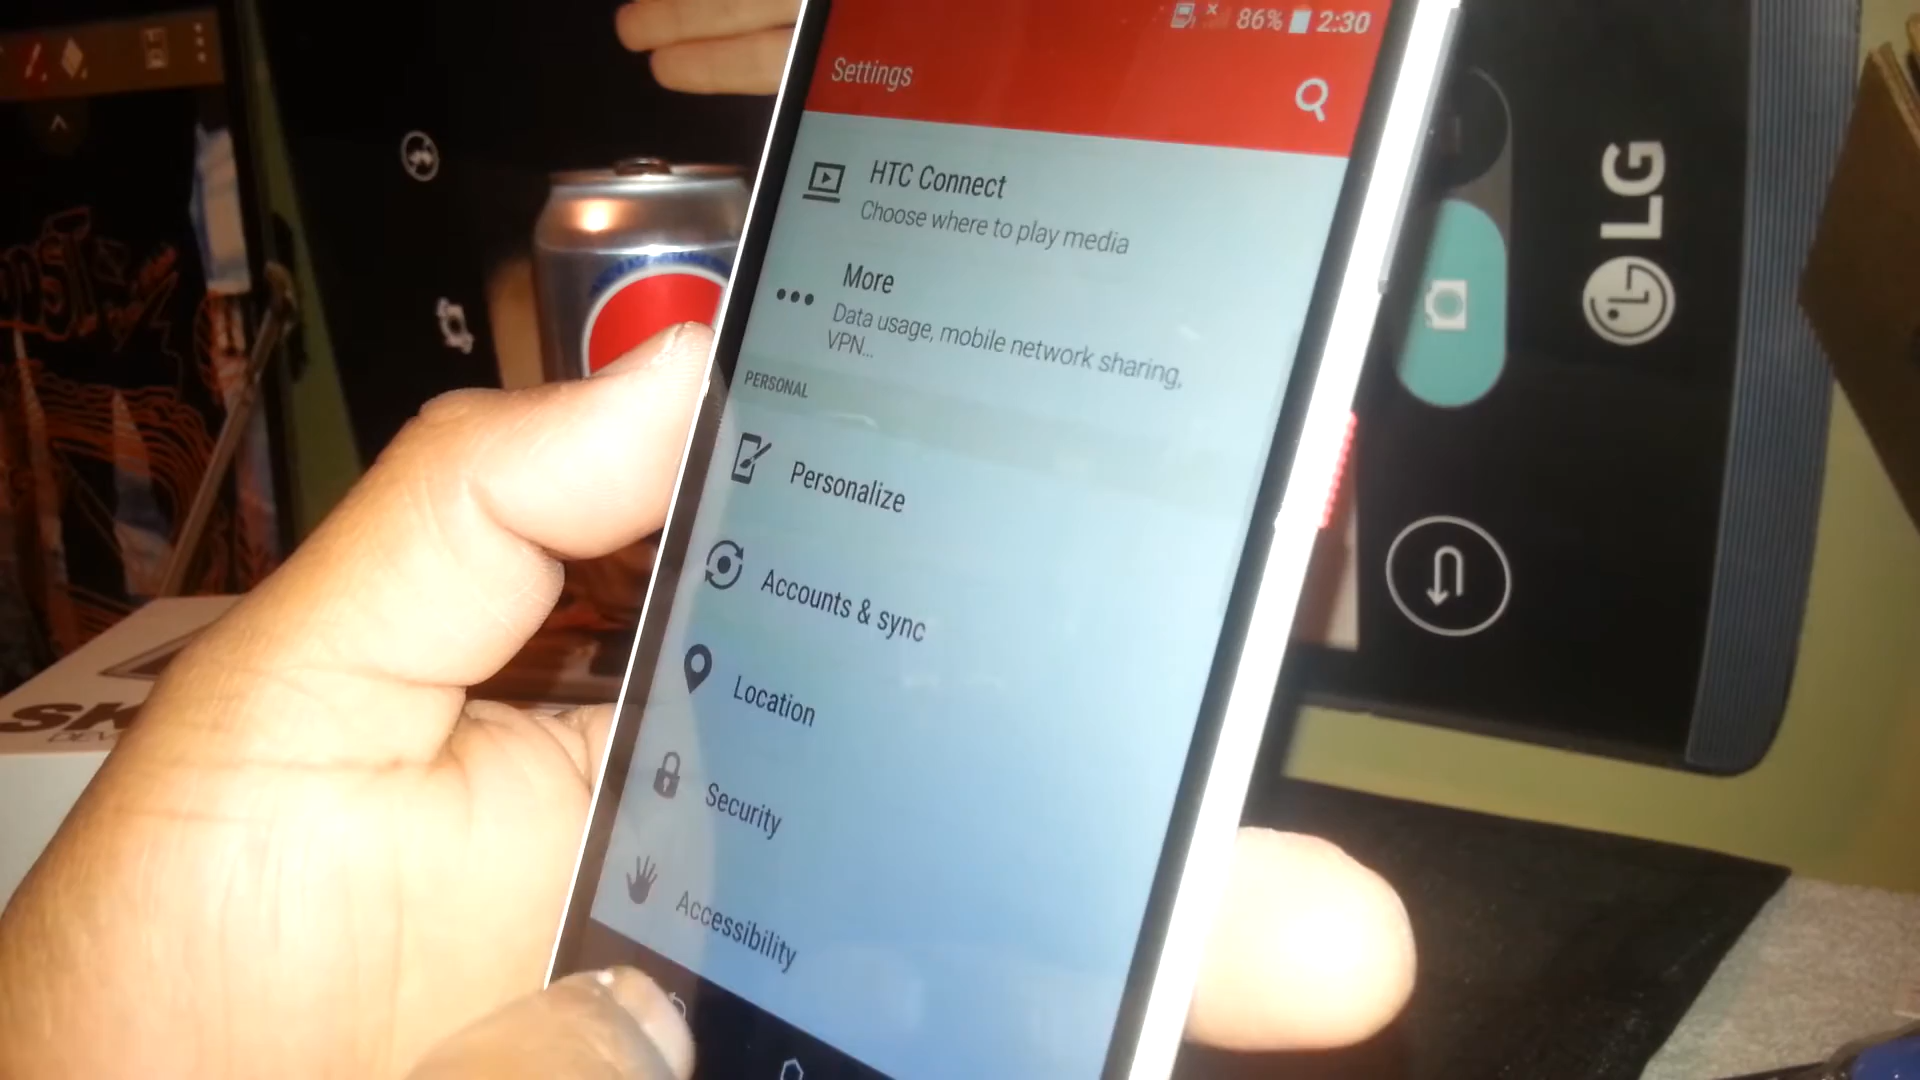 86% 2:30
Settings
HTC Connect
Choose where to play media
More
Data usage, mobile network sharing,
VPN...
PERSONAL
Personalize
Accounts & sync
Location
Security
Accessibility
LG